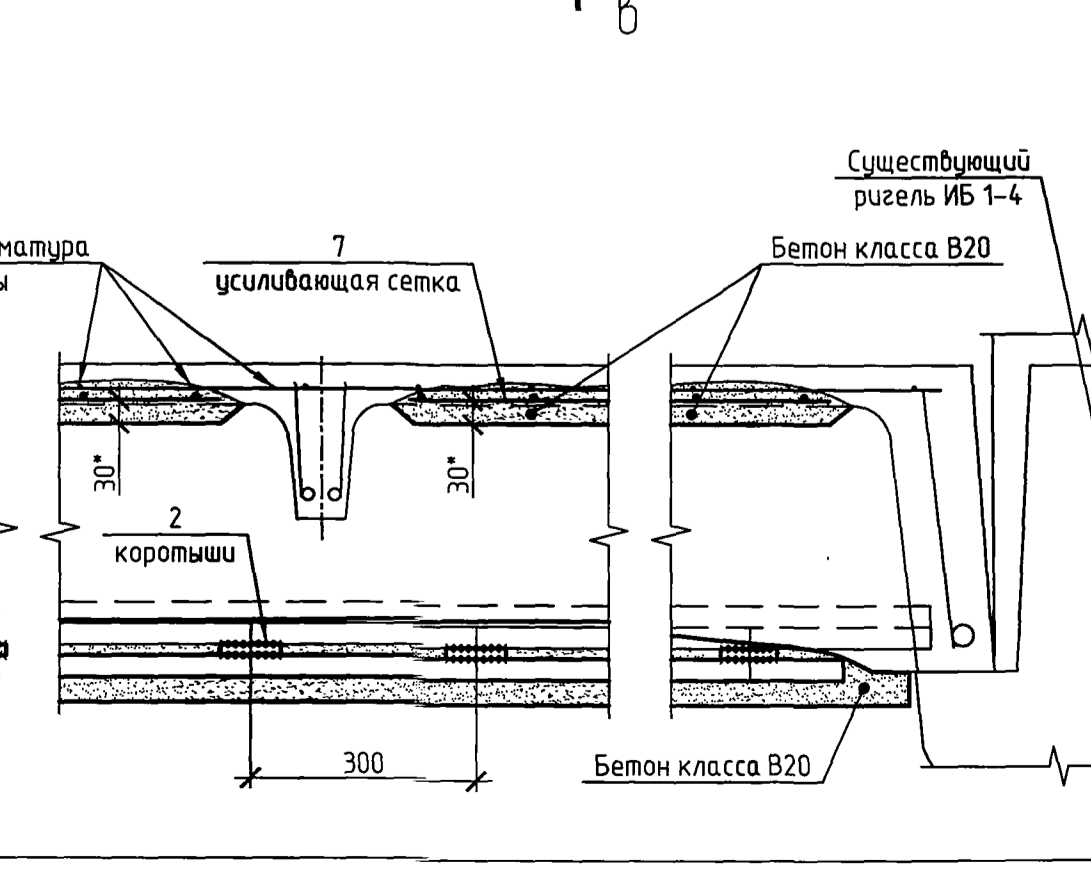 В
Существующий
ригель ИБ 1-4
матура
ы
7
усиливающая сетка
Бетон класса В20
30*
30*
2
коротыши
300
Бетон класса В20